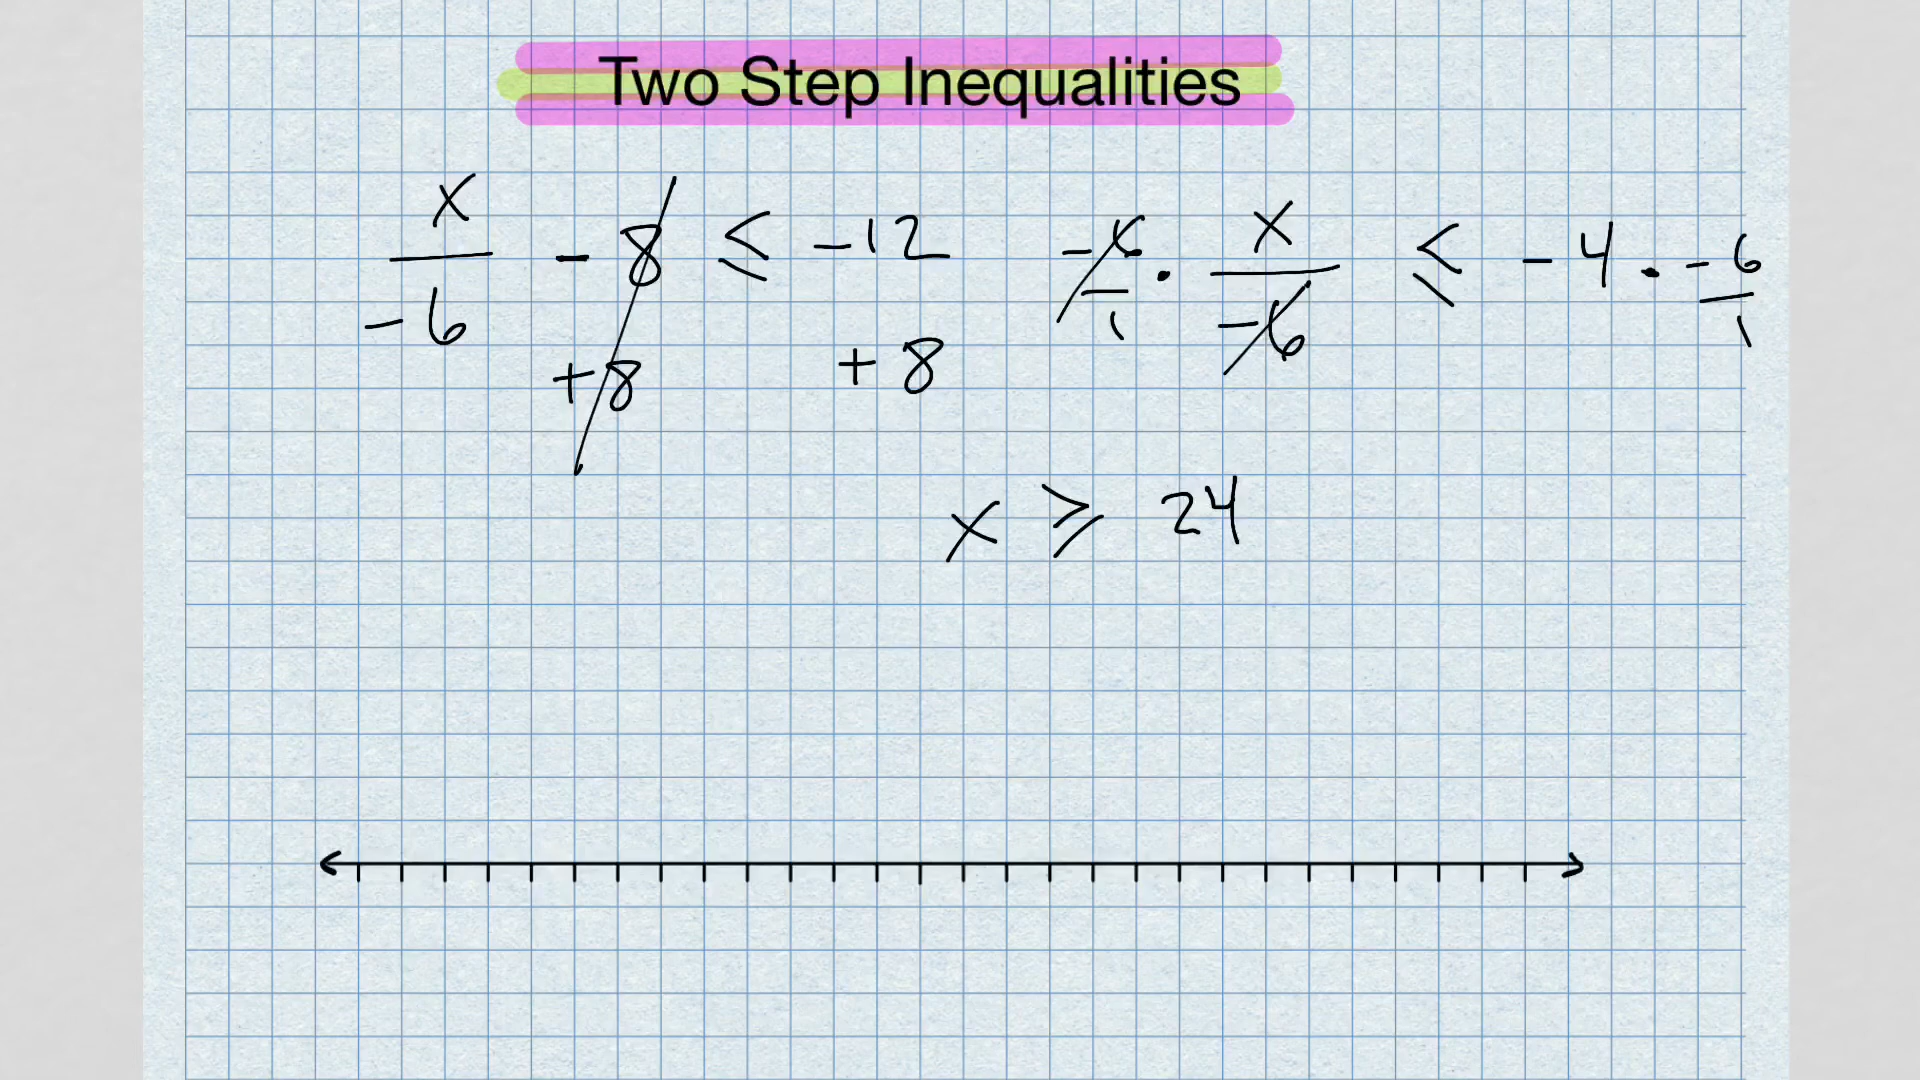 Two Step Inequalities
x/-6 - 8 ≤ -12
+8 +8
-6/1 · x/-6 ≤ -4 · -6/1
x ≥ 24